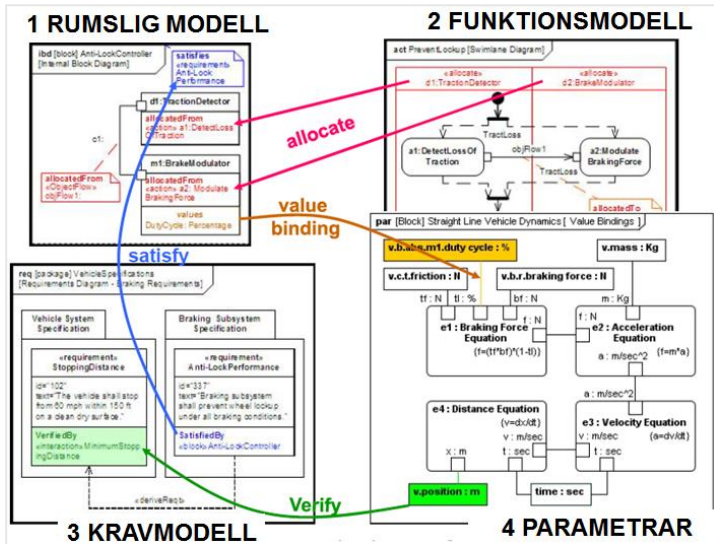 1 RUMSLIG MODELL
ibd [block] Anti-LockController
[Internal Block Diagram]
satisfies
«requirement»
Anti-Lock
Performance
d1:TractionDetector
allocatedFrom
«action» a1:DetectLoss
OfTraction
c1:
allocatedFrom
«ObjectFlow»
objFlow1:
m1:BrakeModulator
allocatedFrom
«action» a2: Modulate
BrakingForce
values
DutyCycle: Percentage
2 FUNKTIONSMODELL
act PreventLockup [Swimlane Diagram]
«allocate»
d1:TractionDetector
«allocate»
d2:BrakeModulator
TractLoss
a1:DetectLossOf
Traction
objFlow1
a2:Modulate
BrakingForce
TractLoss
allocatedTo
allocate
value
binding
satisfy
Verify
3 KRAVMODELL
req [package] VehicleSpecifications
[Requirements Diagram - Braking Requirements]
Vehicle System
Specification
«requirement»
StoppingDistance
id="102"
text="The vehicle shall stop
from 60 mph within 150 ft
on a clean dry surface."
VerifiedBy
«interaction»MinimumStopp
ingDistance
Braking Subsystem
Specification
«requirement»
Anti-LockPerformance
id="337"
text="Braking subsystem
shall prevent wheel lockup
under all braking conditions."
SatisfiedBy
«block»Anti-LockController
«deriveReqt»
4 PARAMETRAR
par [Block] Straight Line Vehicle Dynamics [ Value Bindings ]
v.b.abs.m1.duty cycle : %
v.mass : Kg
v.c.t.friction : N
v.b.r.braking force : N
tf : N
tl : %
bf : N
m : Kg
f : N
f : N
e1 : Braking Force
Equation
(f=(tf*bf)*(1-tl))
e2 : Acceleration
Equation
(f=m*a)
a : m/sec^2
a : m/sec^2
e4 : Distance Equation
(v=dx/dt)
v : m/sec
x : m
t : sec
e3 : Velocity Equation
v : m/sec
(a=dv/dt)
t : sec
v.position : m
time : sec